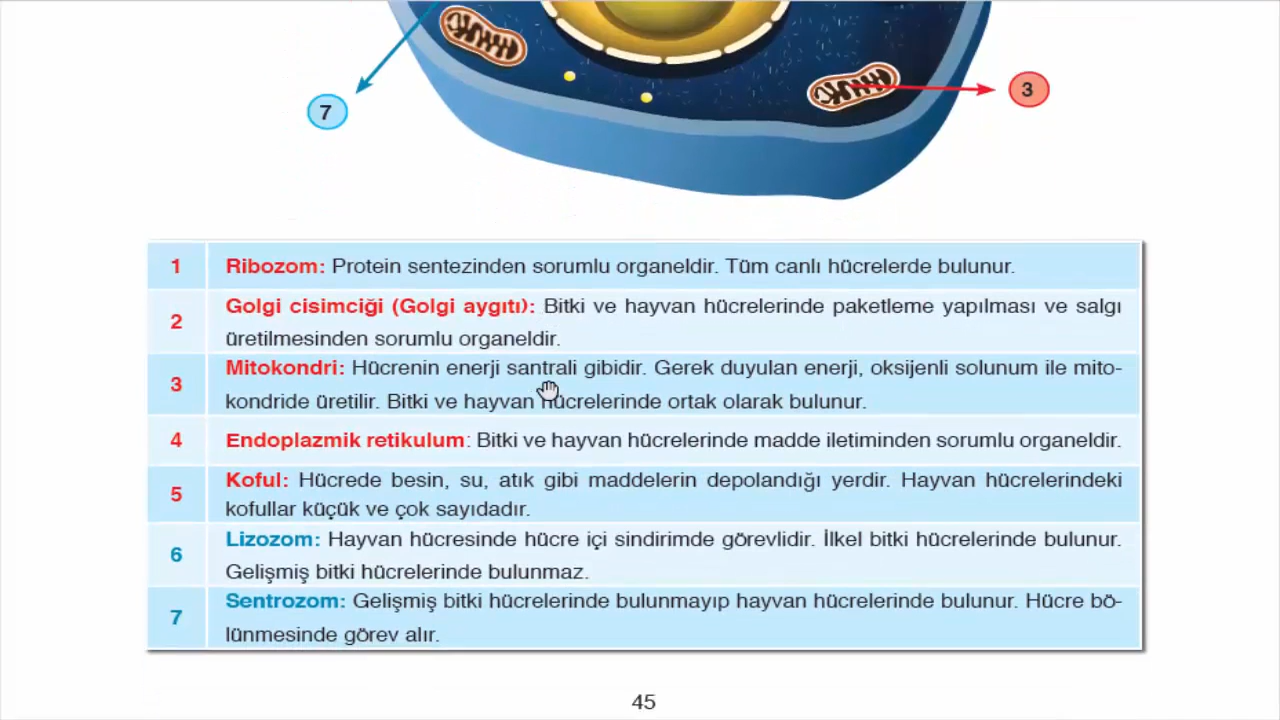 7
3
1 Ribozom: Protein sentezinden sorumlu organeldir. Tüm canlı hücrelerde bulunur.
2 Golgi cisimciği (Golgi aygıtı): Bitki ve hayvan hücrelerinde paketleme yapılması ve salgı
üretilmesinden sorumlu organeldir.
3 Mitokondri: Hücrenin enerji santrali gibidir. Gerek duyulan enerji, oksijenli solunum ile mito-
kondride üretilir. Bitki ve hayvan hücrelerinde ortak olarak bulunur.
4 Endoplazmik retikulum: Bitki ve hayvan hücrelerinde madde iletiminden sorumlu organeldir.
5 Koful: Hücrede besin, su, atık gibi maddelerin depolandığı yerdir. Hayvan hücrelerindeki
kofullar küçük ve çok sayıdadır.
6 Lizozom: Hayvan hücresinde hücre içi sindirimde görevlidir. İlkel bitki hücrelerinde bulunur.
Gelişmiş bitki hücrelerinde bulunmaz.
7 Sentrozom: Gelişmiş bitki hücrelerinde bulunmayıp hayvan hücrelerinde bulunur. Hücre bö-
lünmesinde görev alır.
45